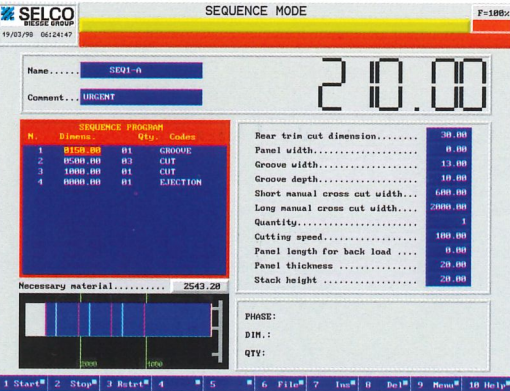 SELCO
BIESSE GROUP
SEQUENCE MODE
F=100%
19/03/98 06:24:47
Name...... SEQ1-A
Comment... URGENT
210.00
SEQUENCE PROGRAM
N. Dimens. Qty. Codes
1 0150.00 01 GROOVE
2 0500.00 03 CUT
3 1000.00 01 CUT
4 0000.00 01 EJECTION
Rear trim cut dimension........ 30.00
Panel width.................... 0.00
Groove width................... 13.00
Groove depth................... 10.00
Short manual cross cut width... 600.00
Long manual cross cut width.... 2000.00
Quantity....................... 1
Cutting speed.................. 100.00
Panel length for back load .... 0.00
Panel thickness ............... 20.00
Stack height .................. 20.00
Necessary material.......... 2543.20
2000 1000
PHASE:
DIM.:
QTY:
1 Start 2 Stop 3 Rstrt 4 5 6 File 7 Ins 8 Del 9 Menu 10 Help